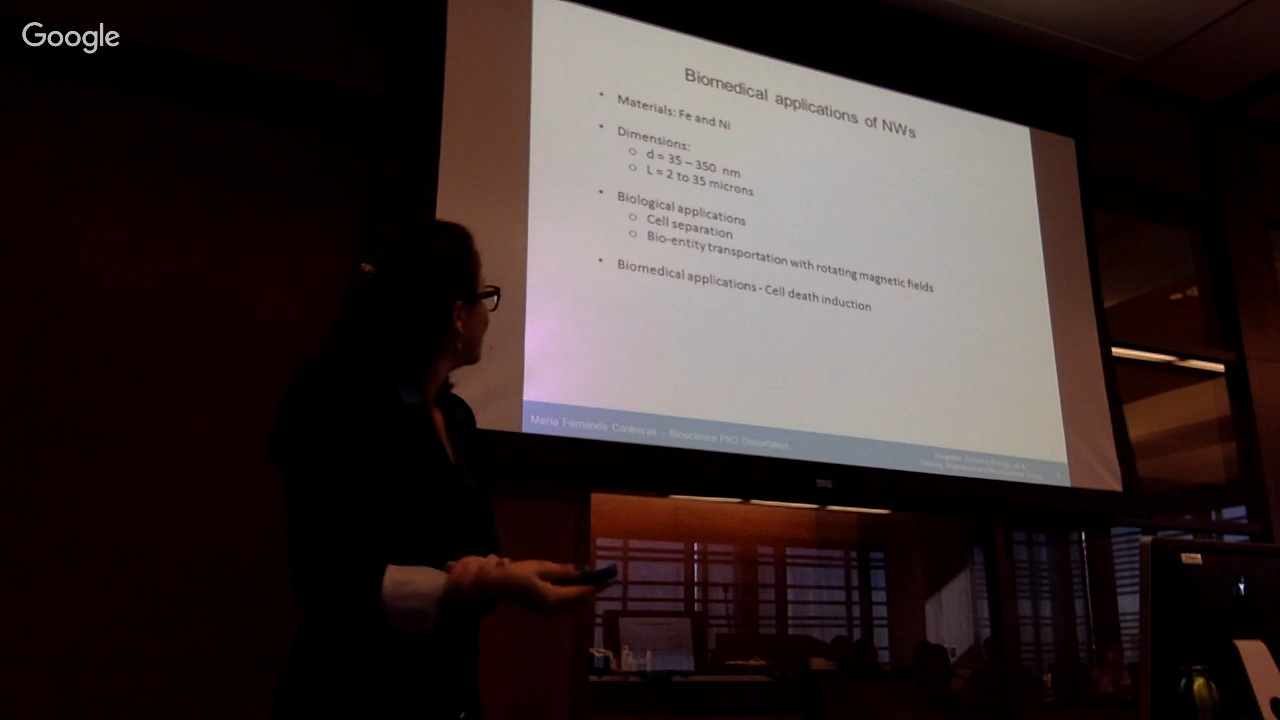 Google
Biomedical applications of NWs
• Materials: Fe and Ni
• Dimensions:
○ d = 35 – 350 nm
○ L = 2 to 35 microns
• Biological applications
○ Cell separation
○ Bio-entity transportation with rotating magnetic fields
• Biomedical applications - Cell death induction
Maria Fernanda Contreras – Bioscience PhD Dissertation